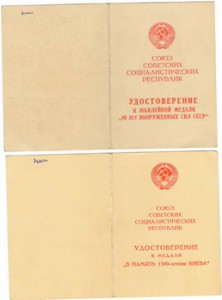 СОЮЗ
СОВЕТСКИХ
СОЦИАЛИСТИЧЕСКИХ
РЕСПУБЛИК
УДОСТОВЕРЕНИЕ
К ЮБИЛЕЙНОЙ МЕДАЛИ
„60 ЛЕТ ВООРУЖЕННЫХ СИЛ СССР"
СОЮЗ
СОВЕТСКИХ
СОЦИАЛИСТИЧЕСКИХ
РЕСПУБЛИК
УДОСТОВЕРЕНИЕ
К МЕДАЛИ
„В ПАМЯТЬ 1500-летия КИЕВА"